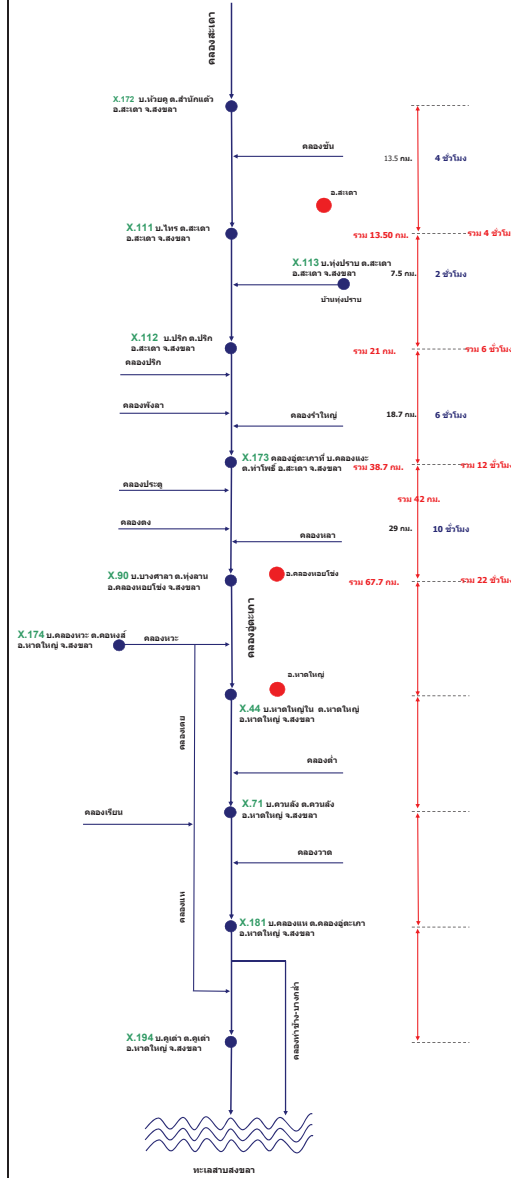 คลองสะเดา
X.172 บ.ห้วยคู ต.สำนักแต้ว
อ.สะเดา จ.สงขลา
คลองขัน
13.5 กม.
4 ชั่วโมง
อ.สะเดา
X.111 บ.ไทร ต.สะเดา
อ.สะเดา จ.สงขลา
รวม 13.50 กม.
รวม 4 ชั่วโมง
X.113 บ.ทุ่งปราบ ต.สะเดา
อ.สะเดา จ.สงขลา
7.5 กม.
2 ชั่วโมง
บ้านทุ่งปราบ
X.112 บ.ปริก ต.ปริก
อ.สะเดา จ.สงขลา
รวม 21 กม.
รวม 6 ชั่วโมง
คลองปริก
คลองพังลา
คลองรำใหญ่
18.7 กม.
6 ชั่วโมง
X.173 คลองอู่ตะเภาที่ บ.คลองแงะ
ต.ท่าโพธิ์ อ.สะเดา จ.สงขลา
รวม 38.7 กม.
รวม 12 ชั่วโมง
คลองประดู
รวม 42 กม.
คลองตง
คลองหลา
29 กม.
10 ชั่วโมง
X.90 บ.บางศาลา ต.ทุ่งลาน
อ.คลองหอยโข่ง จ.สงขลา
อ.คลองหอยโข่ง
รวม 67.7 กม.
รวม 22 ชั่วโมง
คลองอู่ตะเภา
X.174 บ.คลองหวะ ต.คอหงส์
อ.หาดใหญ่ จ.สงขลา
คลองหวะ
อ.หาดใหญ่
X.44 บ.หาดใหญ่ใน ต.หาดใหญ่
อ.หาดใหญ่ จ.สงขลา
คลองเตย
คลองต่ำ
X.71 บ.ควนลัง ต.ควนลัง
อ.หาดใหญ่ จ.สงขลา
คลองเรียน
คลองวาด
คลองแห
X.181 บ.คลองแห ต.คลองอู่ตะเภา
อ.หาดใหญ่ จ.สงขลา
คลองท่าช้าง-บางกล่ำ
X.194 บ.คูเต่า ต.คูเต่า
อ.หาดใหญ่ จ.สงขลา
ทะเลสาบสงขลา